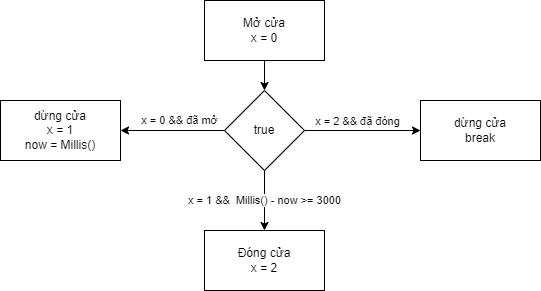 Mở cửa
x = 0
x = 0 && đã mở
x = 2 && đã đóng
dừng cửa
x = 1
now = Millis()
true
dừng cửa
break
x = 1 && Millis() - now >= 3000
Đóng cửa
x = 2